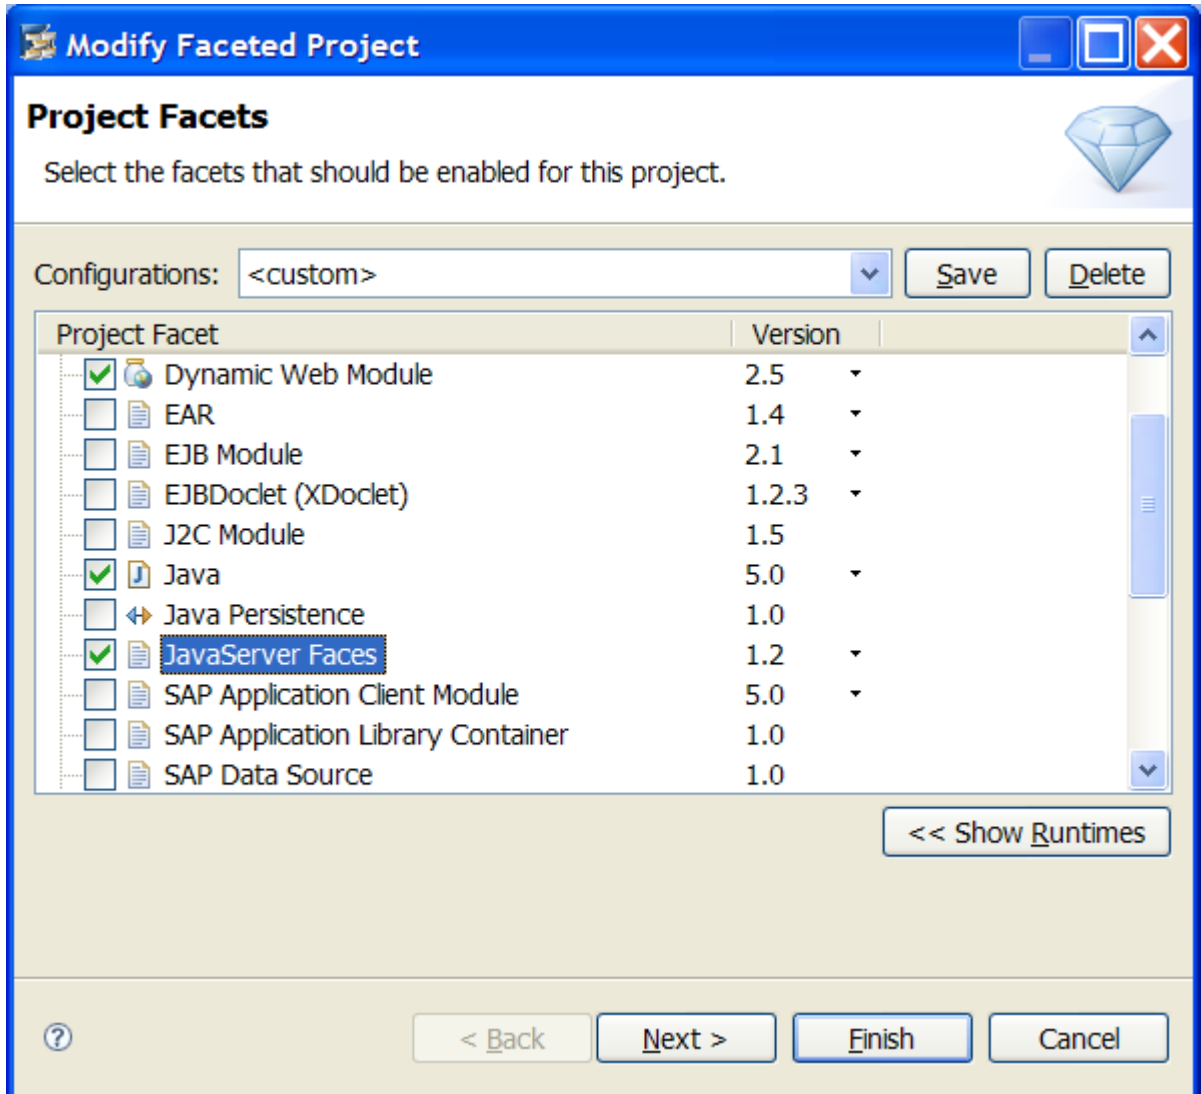 Modify Faceted Project
Project Facets
Select the facets that should be enabled for this project.
Configurations: <custom> Save Delete
Project Facet Version
Dynamic Web Module 2.5
EAR 1.4
EJB Module 2.1
EJBDoclet (XDoclet) 1.2.3
J2C Module 1.5
Java 5.0
Java Persistence 1.0
JavaServer Faces 1.2
SAP Application Client Module 5.0
SAP Application Library Container 1.0
SAP Data Source 1.0
<< Show Runtimes
< Back Next > Finish Cancel